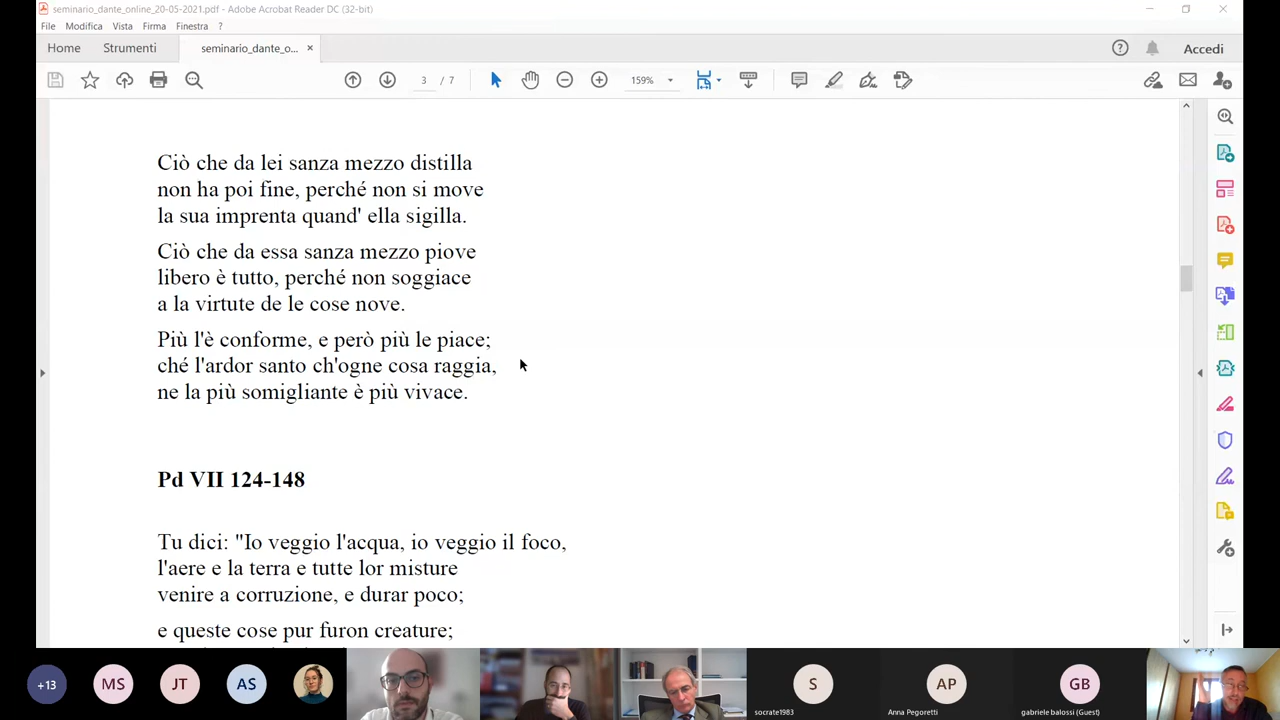 seminario_dante_online_20-05-2021.pdf - Adobe Acrobat Reader DC (32-bit)
File Modifica Vista Firma Finestra ?
Home Strumenti seminario_dante_o... × Accedi
3 / 7 159%
Ciò che da lei sanza mezzo distilla
non ha poi fine, perché non si move
la sua imprenta quand' ella sigilla.
Ciò che da essa sanza mezzo piove
libero è tutto, perché non soggiace
a la virtute de le cose nove.
Più l'è conforme, e però più le piace;
ché l'ardor santo ch'ogne cosa raggia,
ne la più somigliante è più vivace.
Pd VII 124-148
Tu dici: "Io veggio l'acqua, io veggio il foco,
l'aere e la terra e tutte lor misture
venire a corruzione, e durar poco;
e queste cose pur furon creature;
+13 MS JT AS S AP GB
socrate1983 Anna Pegoretti gabriele balossi (Guest)